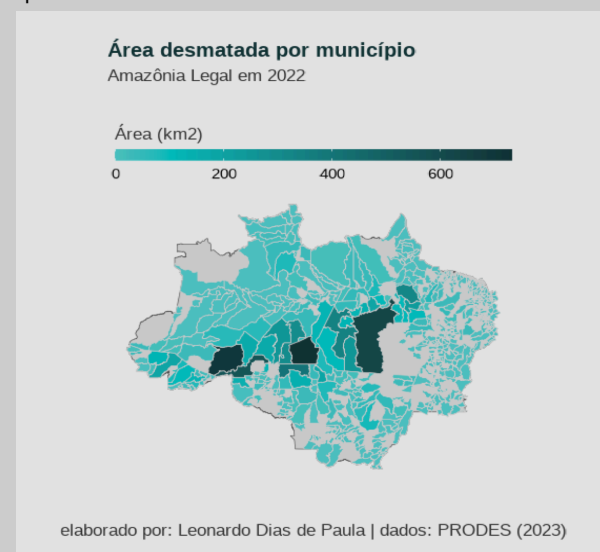 Área desmatada por município
Amazônia Legal em 2022
Área (km2)
0 200 400 600
elaborado por: Leonardo Dias de Paula | dados: PRODES (2023)